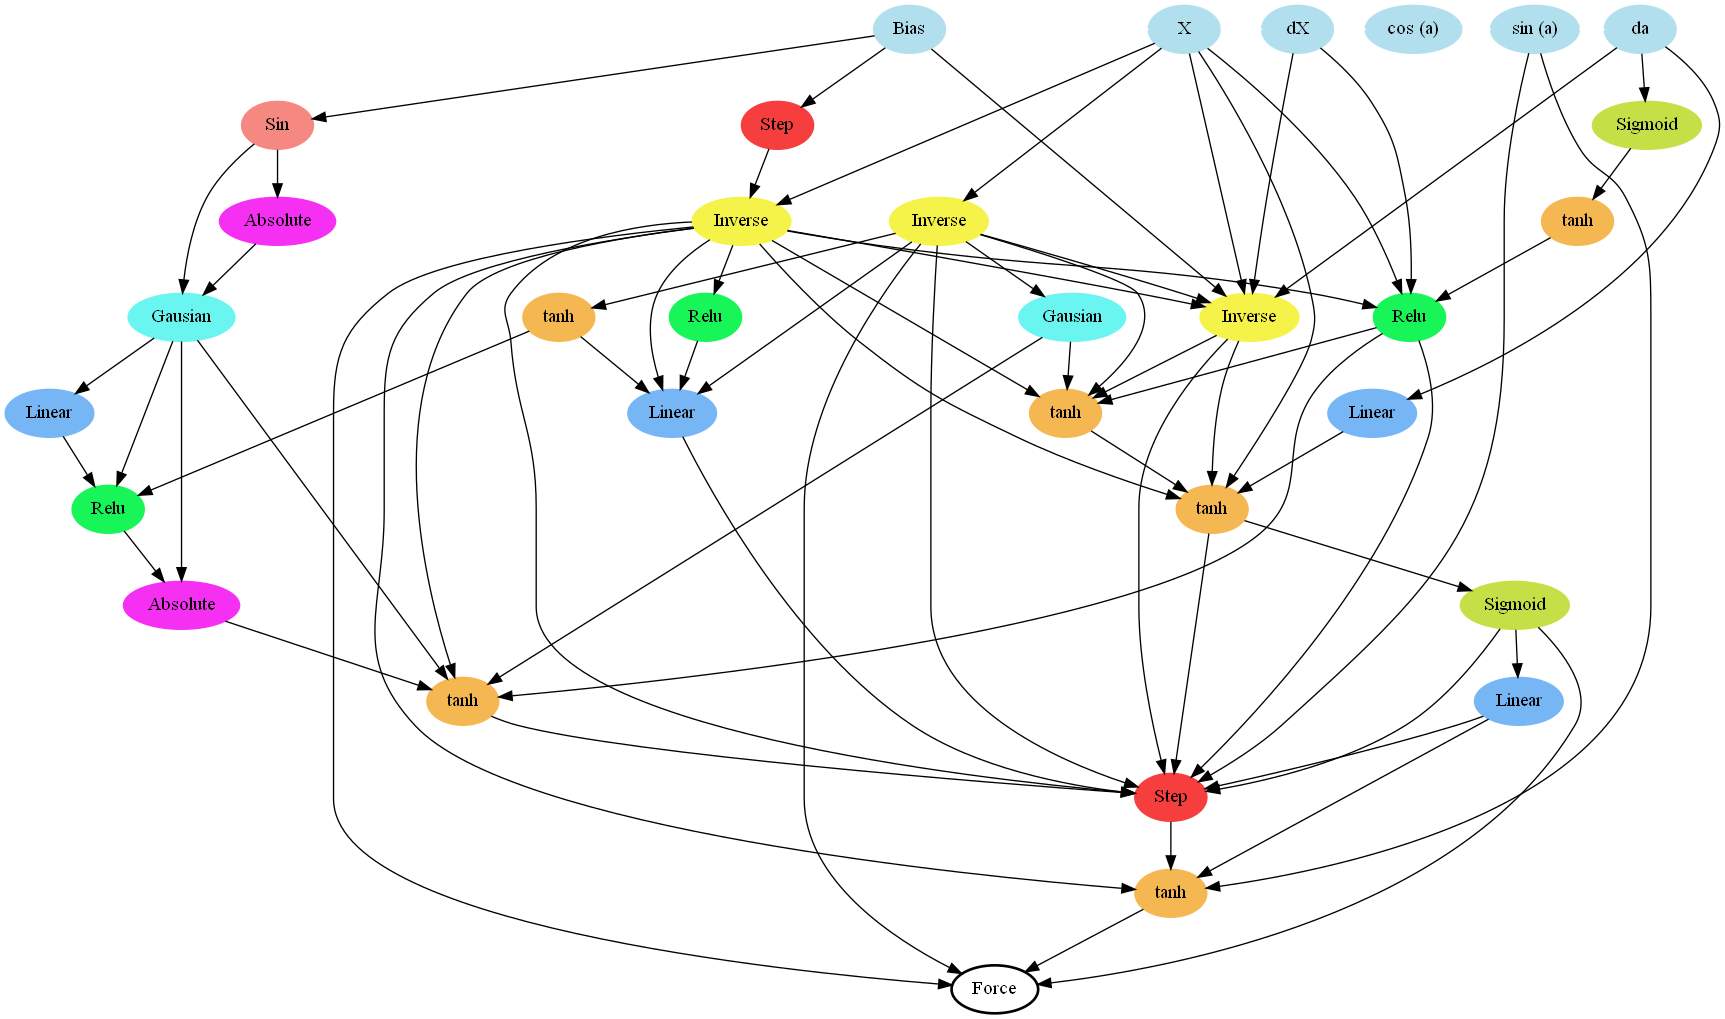 Bias
X
dX
cos (a)
sin (a)
da
Sin
Step
Sigmoid
Absolute
Inverse
Inverse
tanh
Gausian
tanh
Relu
Gausian
Inverse
Relu
Linear
Linear
tanh
Linear
Relu
tanh
Absolute
Sigmoid
tanh
Linear
Step
tanh
Force